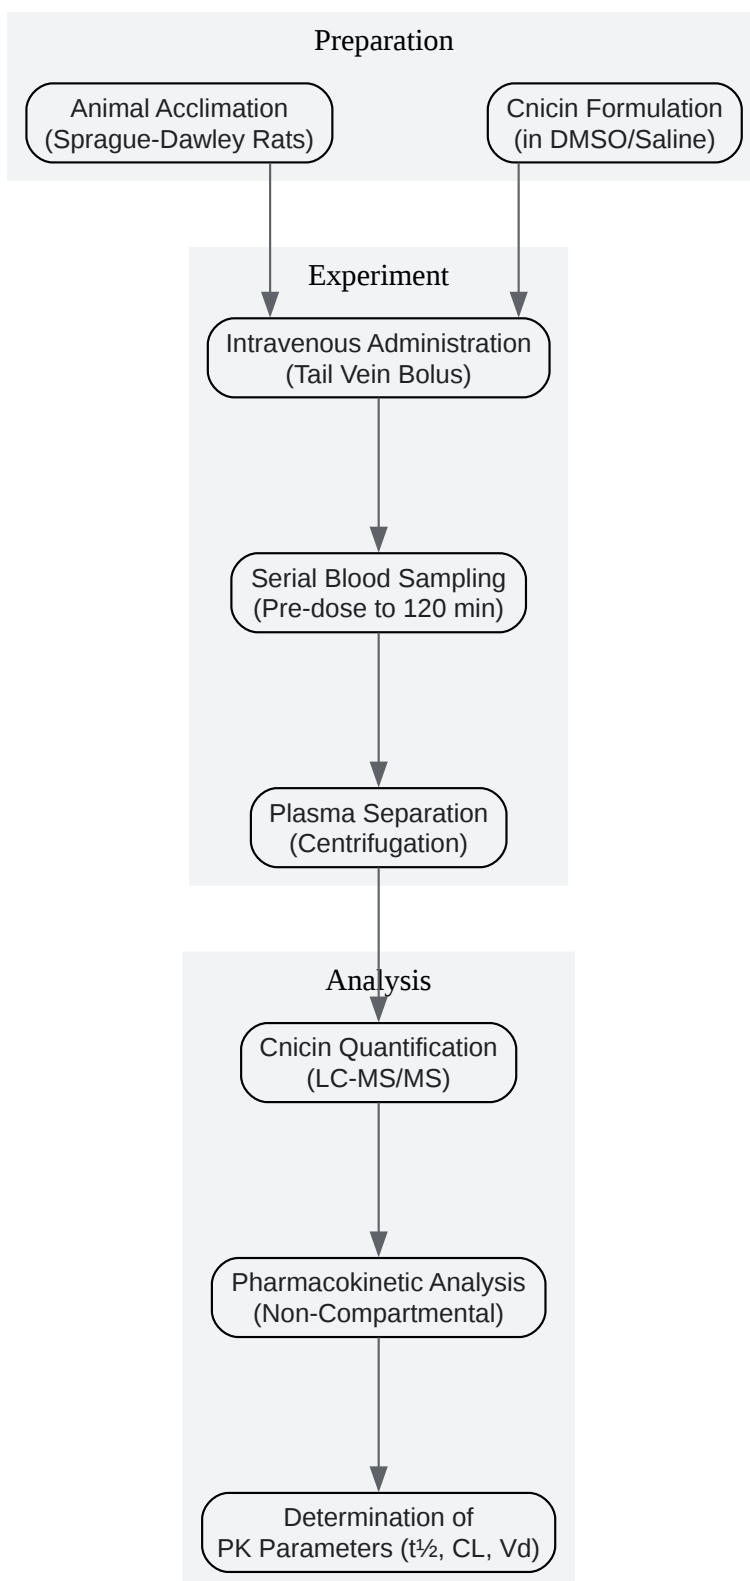 Preparation
Animal Acclimation
(Sprague-Dawley Rats)
Cnicin Formulation
(in DMSO/Saline)
Experiment
Intravenous Administration
(Tail Vein Bolus)
Serial Blood Sampling
(Pre-dose to 120 min)
Plasma Separation
(Centrifugation)
Analysis
Cnicin Quantification
(LC-MS/MS)
Pharmacokinetic Analysis
(Non-Compartmental)
Determination of
PK Parameters (t½, CL, Vd)